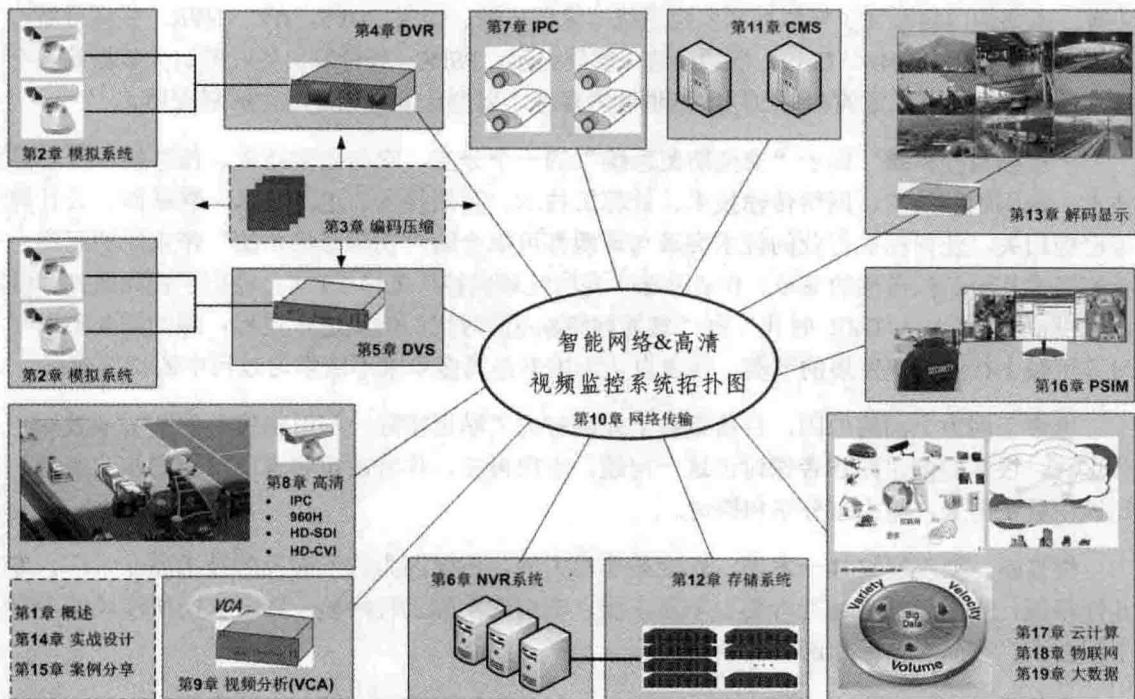 第4章 DVR
第7章 IPC
第11章 CMS
第2章 模拟系统
第3章 编码压缩
第13章 解码显示
第5章 DVS
第2章 模拟系统
智能网络&高清
视频监控系统拓扑图
第10章 网络传输
SECURITY
第16章 PSIM
第8章 高清
• IPC
• 960H
• HD-SDI
• HD-CVI
第1章 概述
第14章 实战设计
第15章 案例分享
VCA
第9章 视频分析(VCA)
第6章 NVR系统
第12章 存储系统
Variety
Velocity
Big
Data
Volume
第17章 云计算
第18章 物联网
第19章 大数据